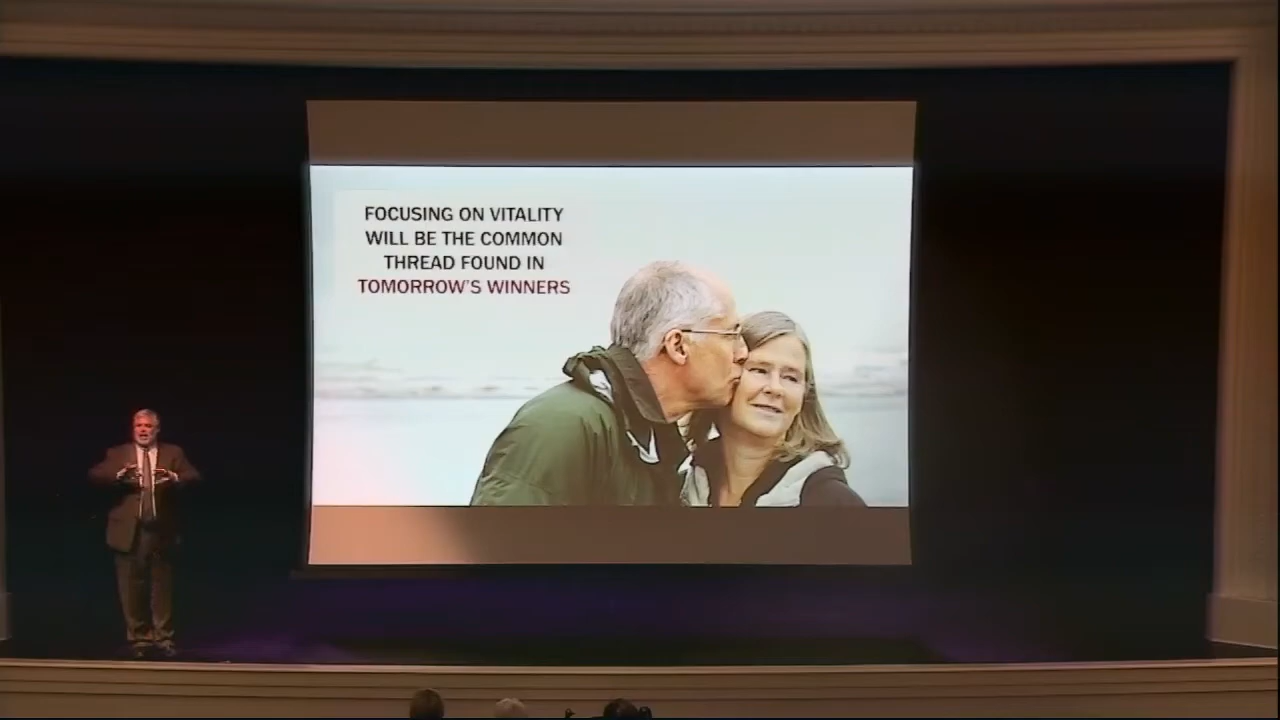 FOCUSING ON VITALITY
WILL BE THE COMMON
THREAD FOUND IN
TOMORROW'S WINNERS